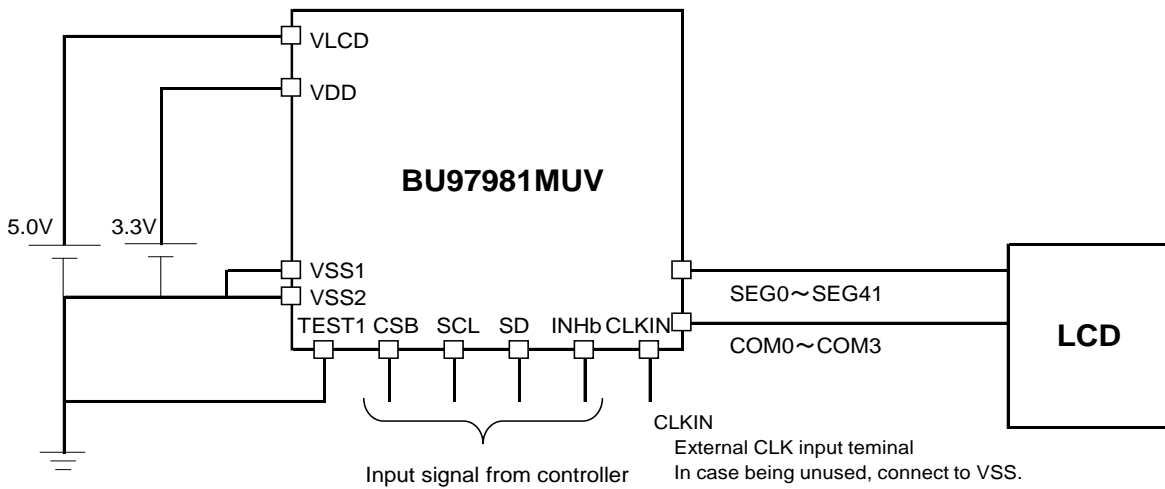 VLCD
VDD
BU97981MUV
5.0V
3.3V
VSS1
VSS2
TEST1 CSB SCL SD INHb CLKIN
SEG0～SEG41
COM0～COM3
LCD
CLKIN
External CLK input teminal
In case being unused, connect to VSS.
Input signal from controller